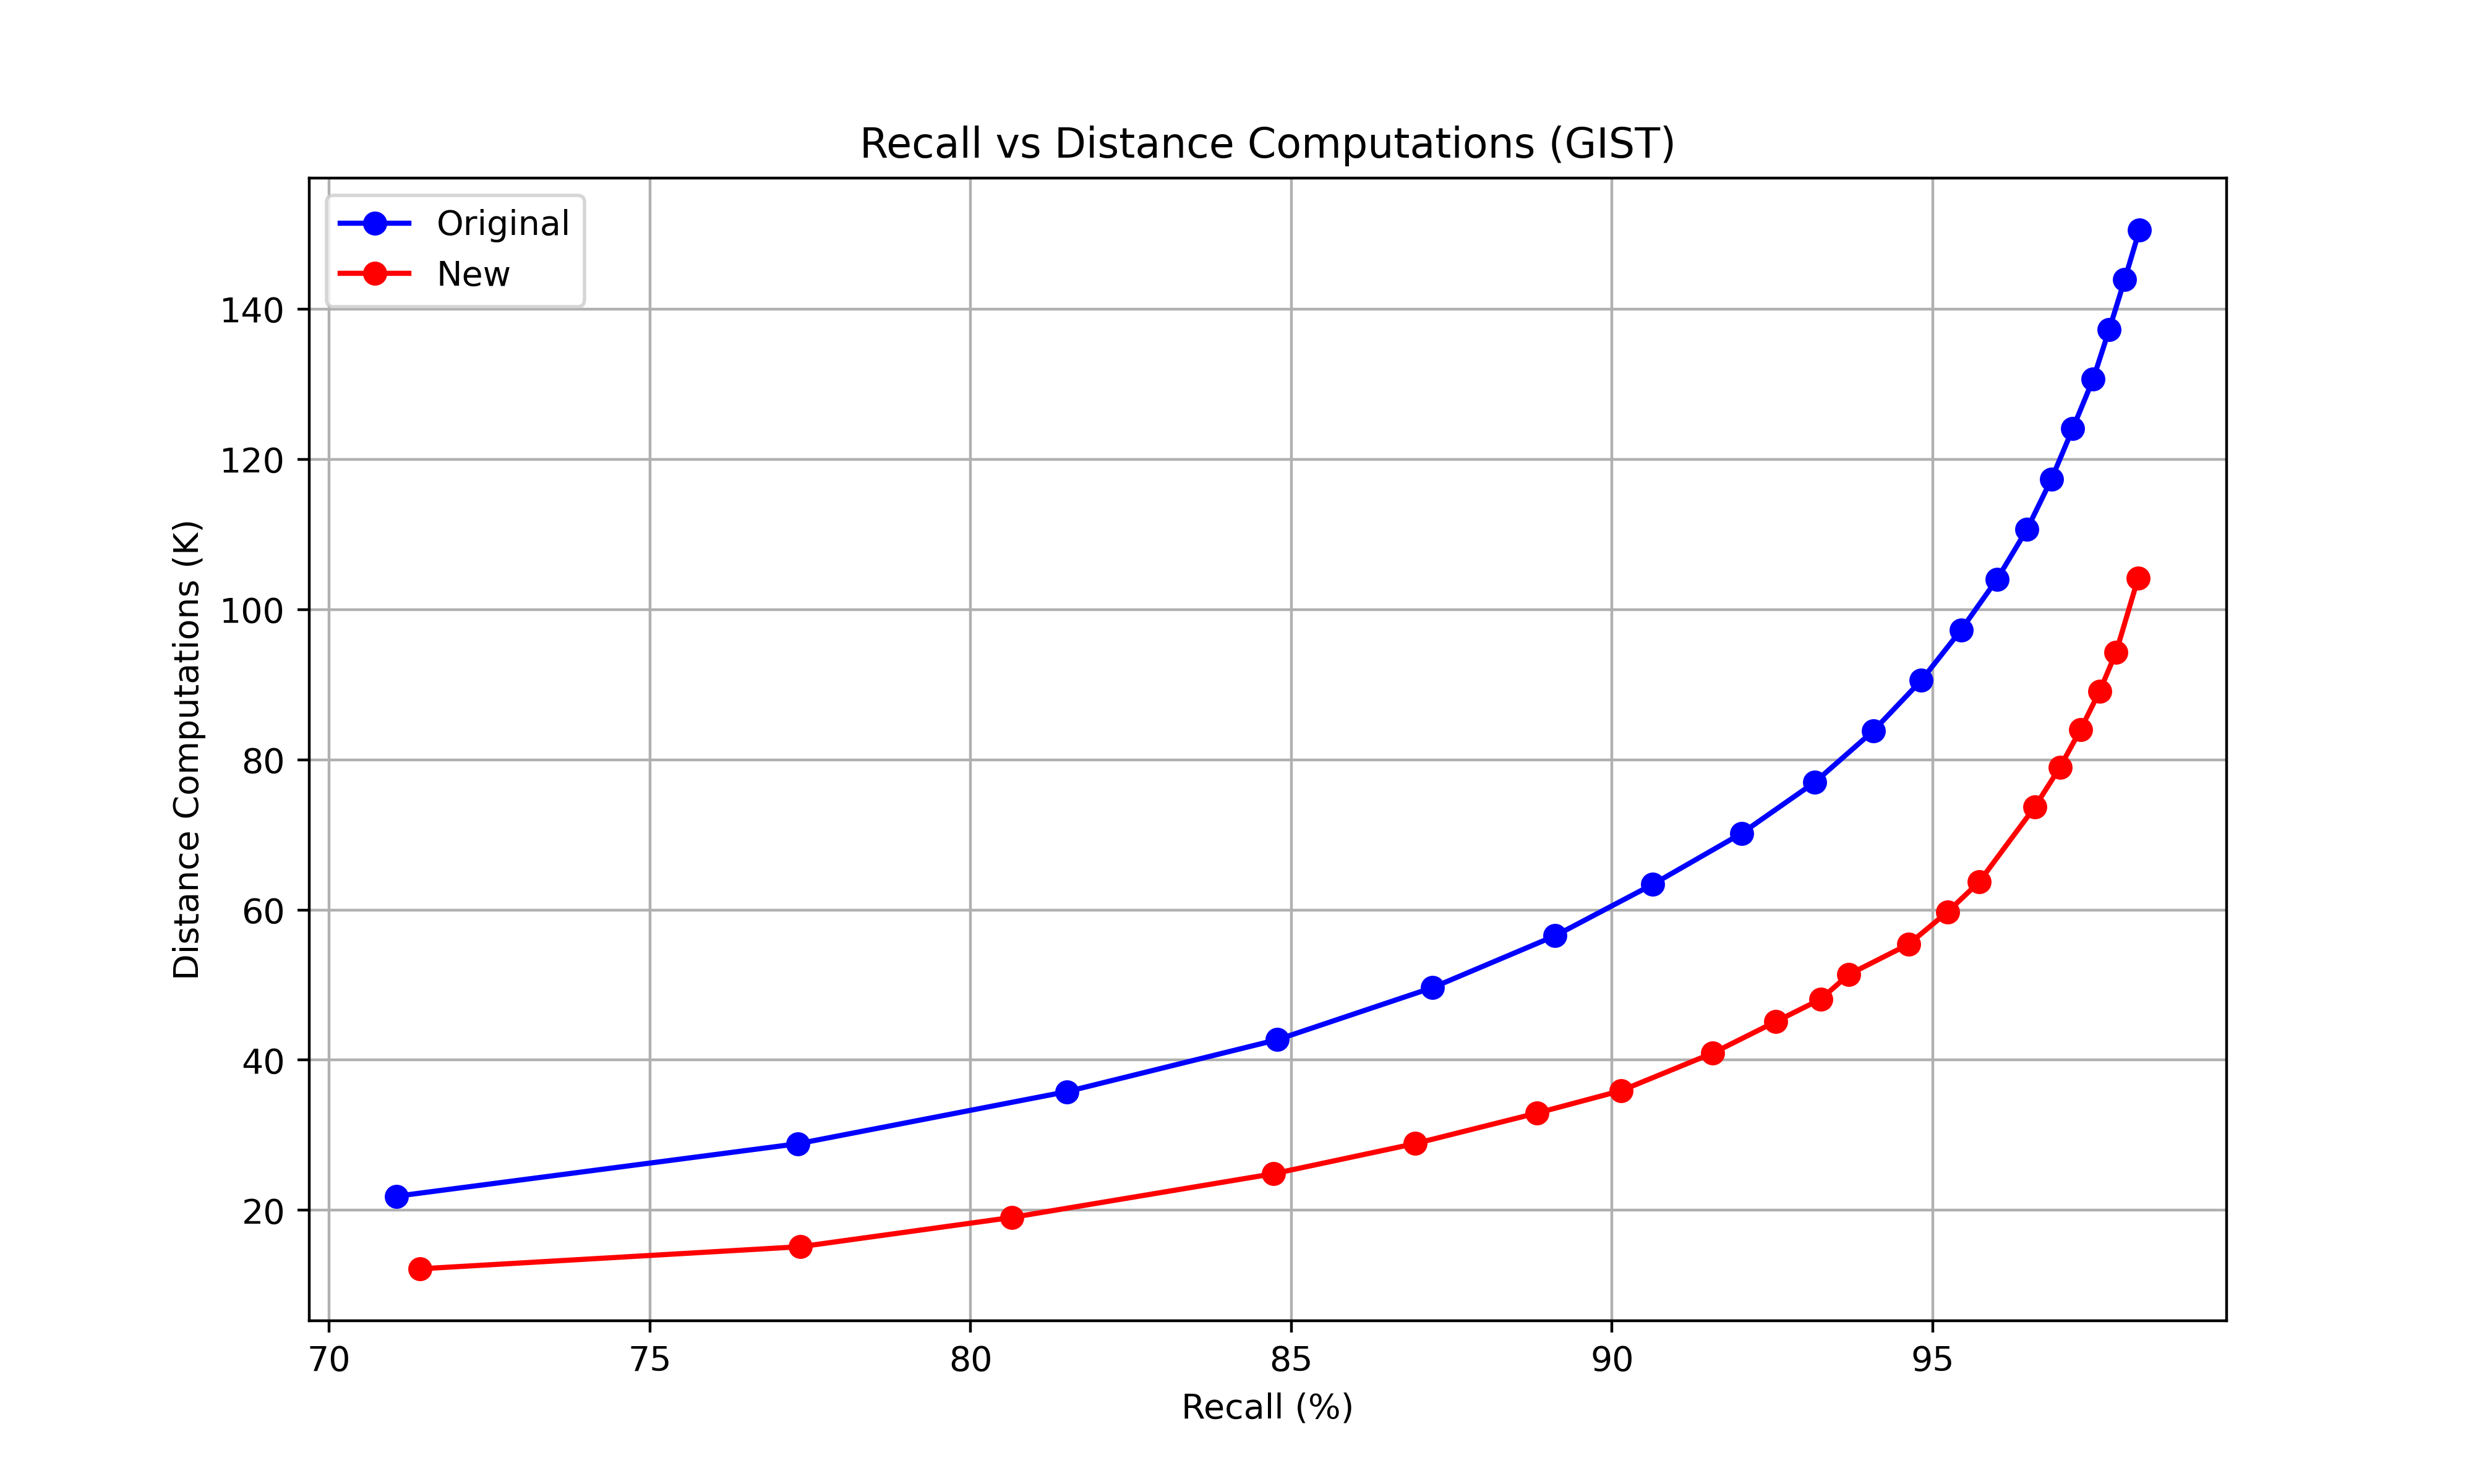 Recall vs Distance Computations (GIST)
Original
New
Distance Computations (K)
140
120
100
80
60
40
20
70 75 80 85 90 95
Recall (%)